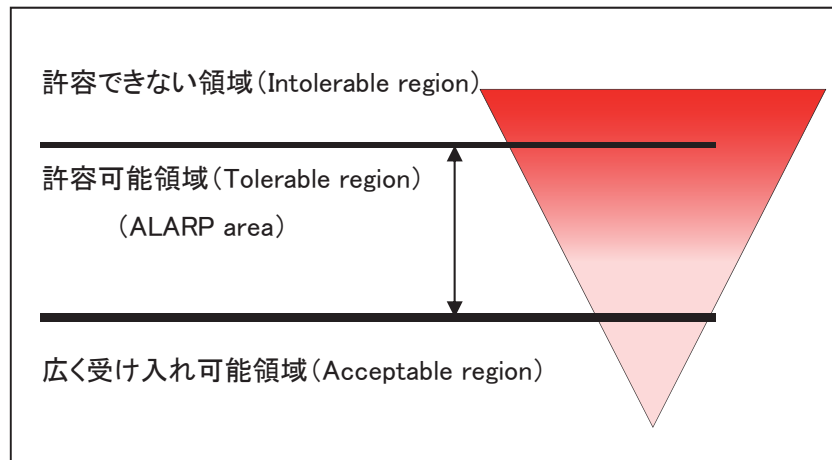 許容できない領域（Intolerable region）
許容可能領域（Tolerable region）
（ALARP area）
広く受け入れ可能領域（Acceptable region）